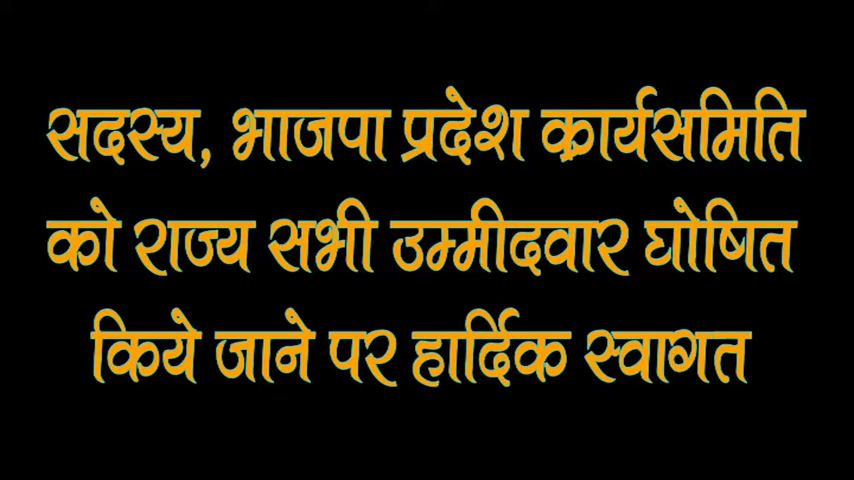 सदस्य, भाजपा प्रदेश कार्यसमिति
को राज्य सभी उम्मीदवार घोषित
किये जाने पर हार्दिक स्वागत